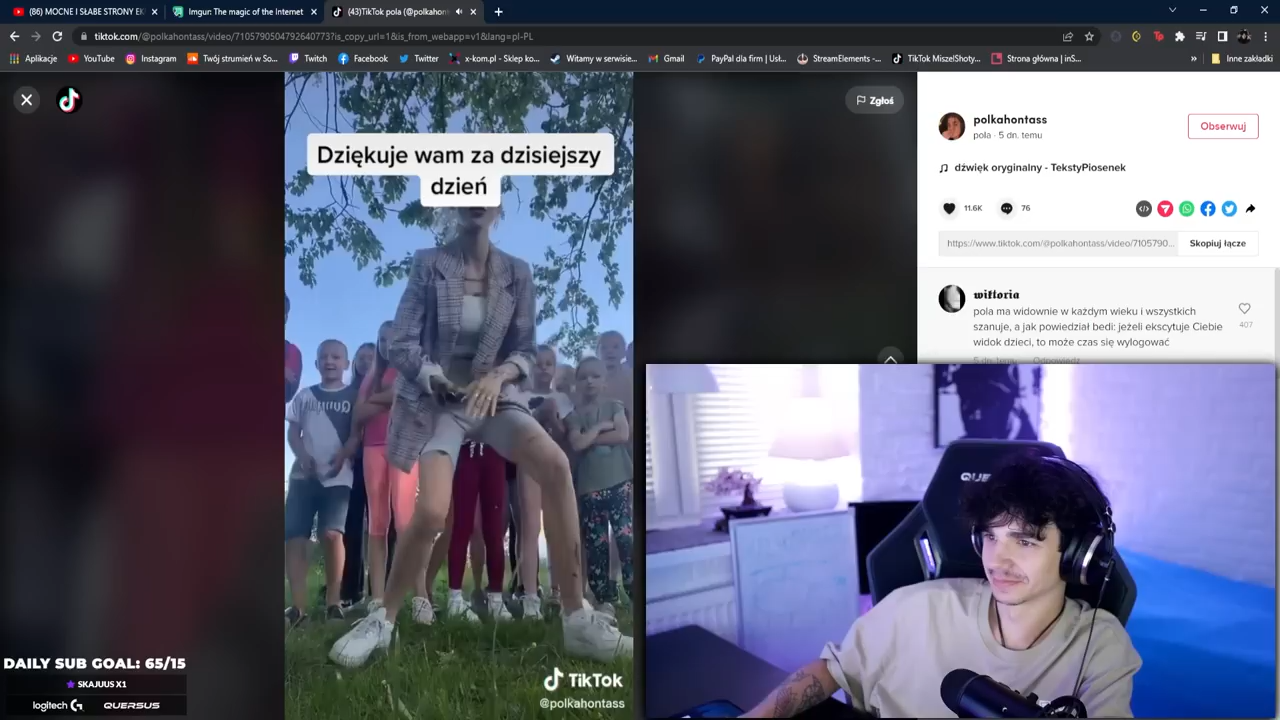 (86) MOCNE I SŁABE STRONY EK
Imgur: The magic of the Internet
(43)TikTok pola (@polkahont
tiktok.com/@polkahontass/video/7105790504792640773?is_copy_url=1&is_from_webapp=v1&lang=pl-PL
Aplikacje
YouTube
Instagram
Twój strumień w So...
Twitch
Facebook
Twitter
x-kom.pl - Sklep ko...
Witamy w serwisie...
Gmail
PayPal dla firm | Usł...
StreamElements -...
TikTok MiszelShoty...
Strona główna | inS...
»
Inne zakładki
Zgłoś
Dziękuje wam za dzisiejszy
dzień
TikTok
@polkahontass
DAILY SUB GOAL: 65/15
SKAJUUS X1
logitech G QUERSUS
polkahontass
pola · 5 dn. temu
Obserwuj
dźwięk oryginalny - TekstyPiosenek
11.6K
76
https://www.tiktok.com/@polkahontass/video/7105790...
Skopiuj łącze
wiktoria
pola ma widownie w każdym wieku i wszystkich
szanuje, a jak powiedział bedi: jeżeli ekscytuje Ciebie
widok dzieci, to może czas się wylogować
407
5 dn. temu Odpowiedz
QUE